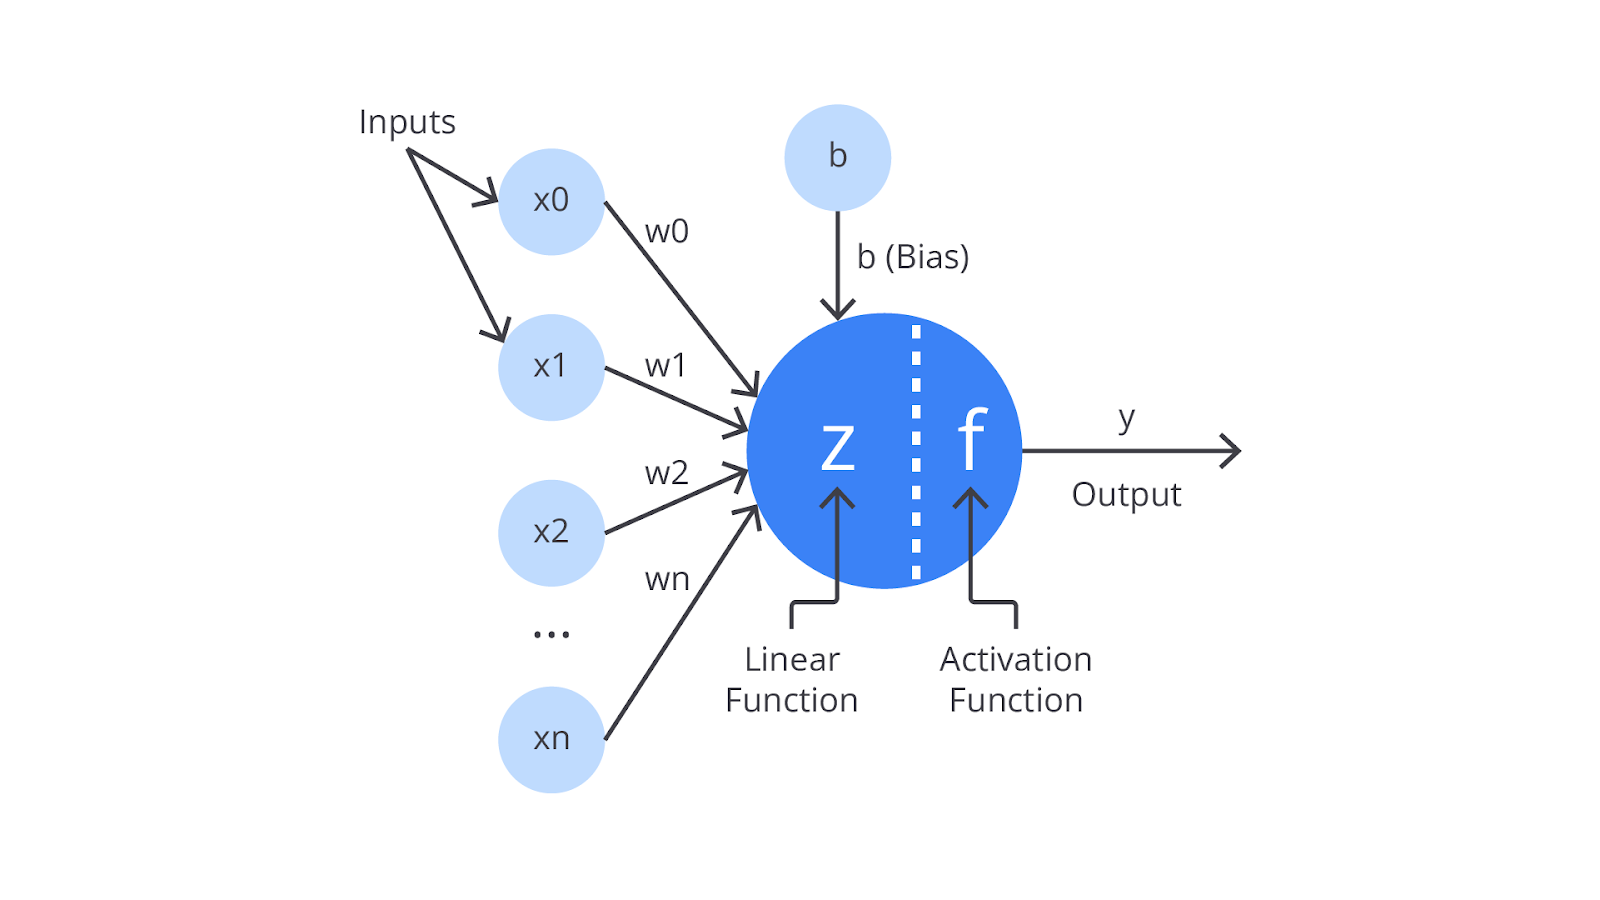 Inputs
x0
w0
b
b (Bias)
x1
w1
x2
w2
...
xn
wn
z
f
y
Output
Linear
Function
Activation
Function